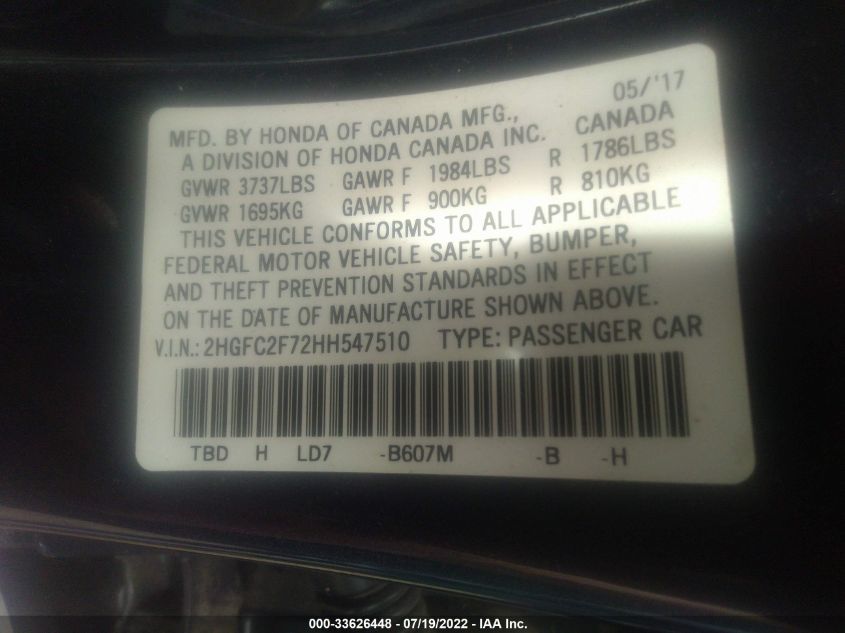 05/'17
MFD. BY HONDA OF CANADA MFG.,
A DIVISION OF HONDA CANADA INC. CANADA
GVWR 3737LBS GAWR F 1984LBS R 1786LBS
GVWR 1695KG GAWR F 900KG R 810KG
THIS VEHICLE CONFORMS TO ALL APPLICABLE
FEDERAL MOTOR VEHICLE SAFETY, BUMPER,
AND THEFT PREVENTION STANDARDS IN EFFECT
ON THE DATE OF MANUFACTURE SHOWN ABOVE.
V.I.N.: 2HGFC2F72HH547510 TYPE: PASSENGER CAR
TBD H LD7 -B607M -B -H
000-33626448 - 07/19/2022 - IAA Inc.